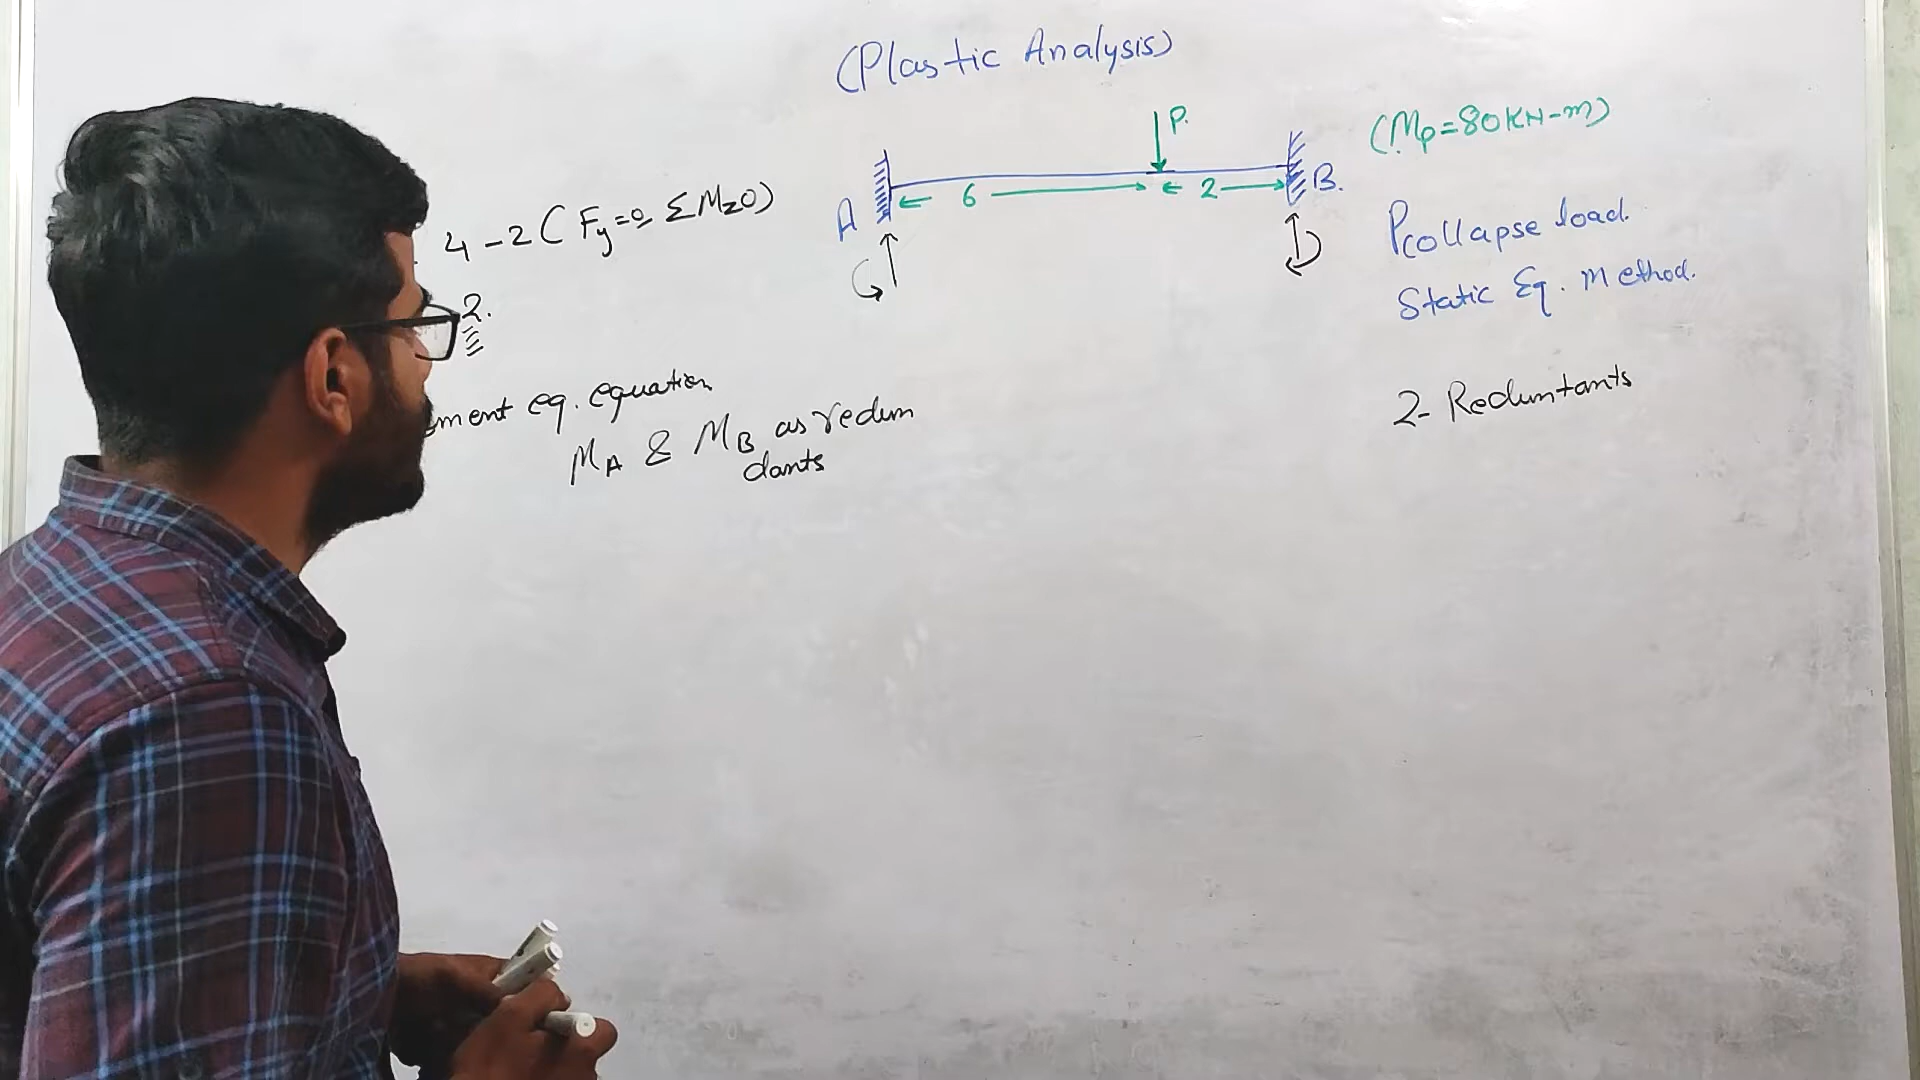 (Plastic Analysis)
P.
(Mp=80KN-m)
A
6
2
B.
4-2 ( Fy=0 ΣM=0)
2.
Pcollapse load.
Static Eq. Method.
ment eq. equation
MA & MB as redun
dants
2- Reduntants